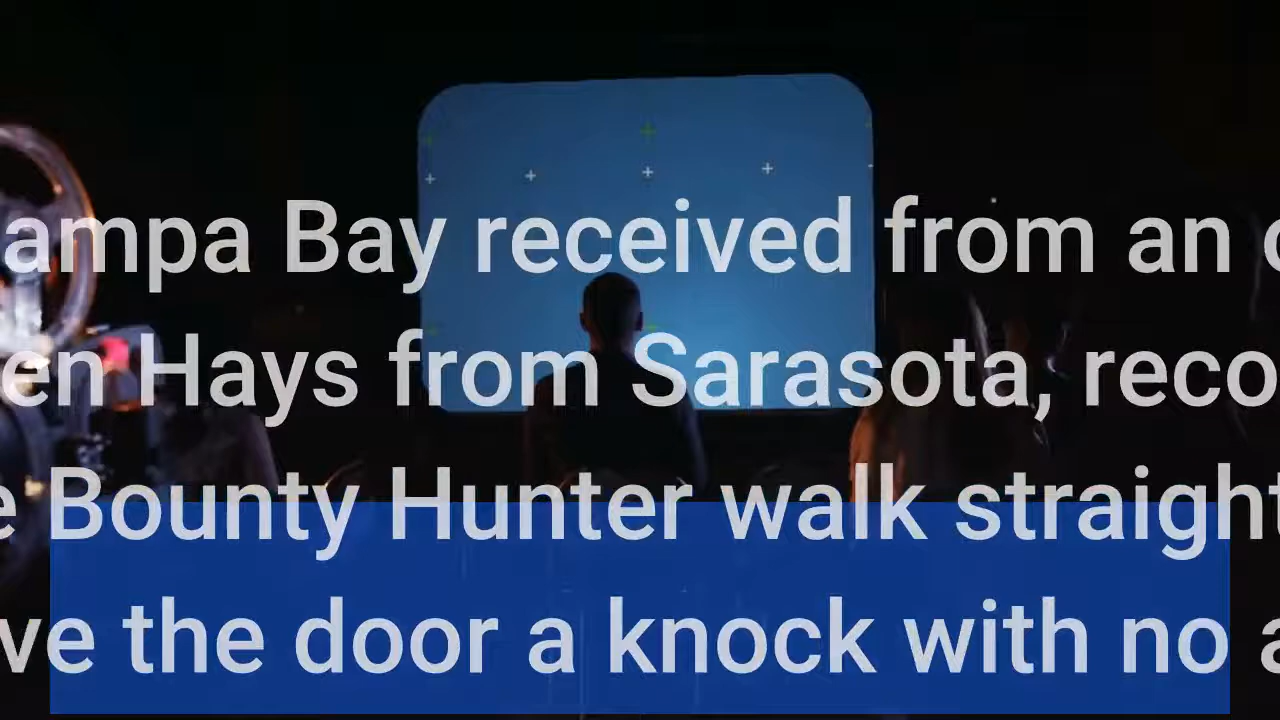 ampa Bay received from an
en Hays from Sarasota, reco
e Bounty Hunter walk straight
ve the door a knock with no a